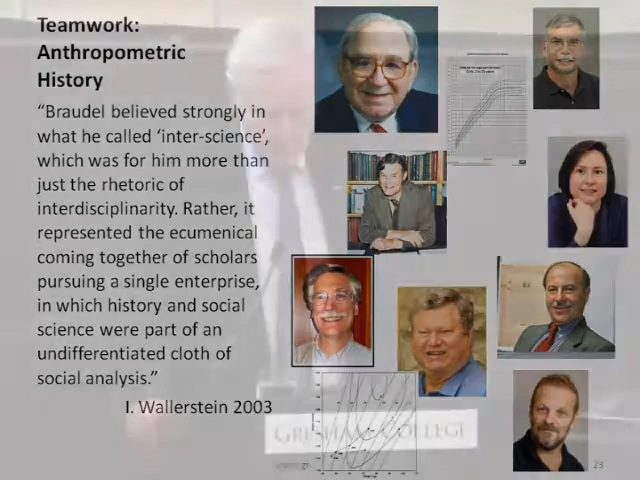 Teamwork:
Anthropometric
History
“Braudel believed strongly in
what he called ‘inter-science’,
which was for him more than
just the rhetoric of
interdisciplinarity. Rather, it
represented the ecumenical
coming together of scholars
pursuing a single enterprise,
in which history and social
science were part of an
undifferentiated cloth of
social analysis.”
I. Wallerstein 2003
GRESHAM COLLEGE
23